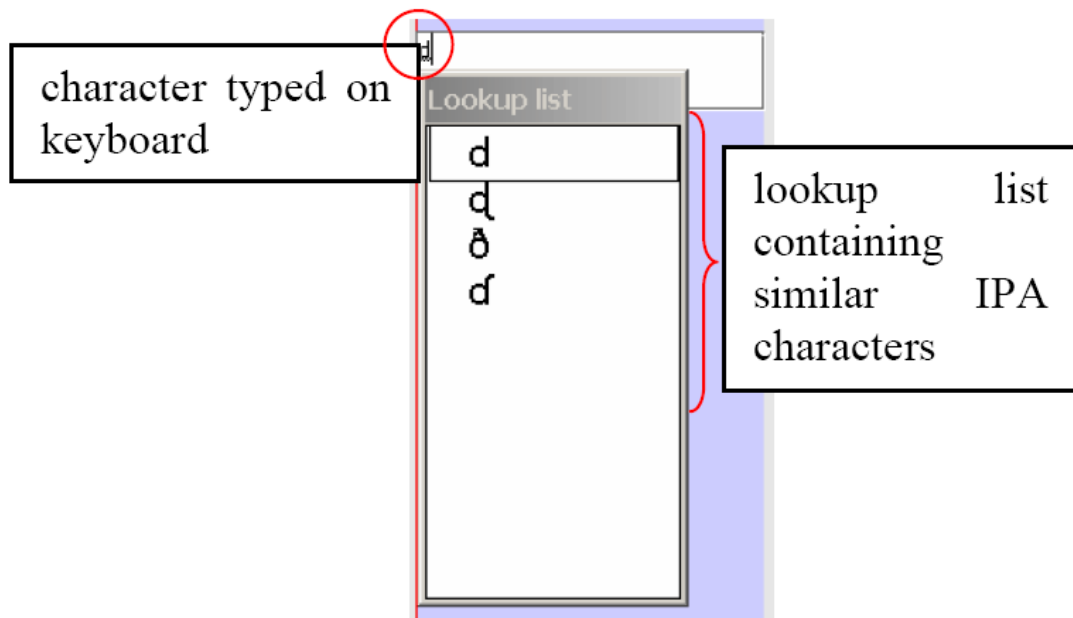 d
character typed on
keyboard
Lookup list
d
ɖ
ð
ɗ
lookup list
containing
similar IPA
characters